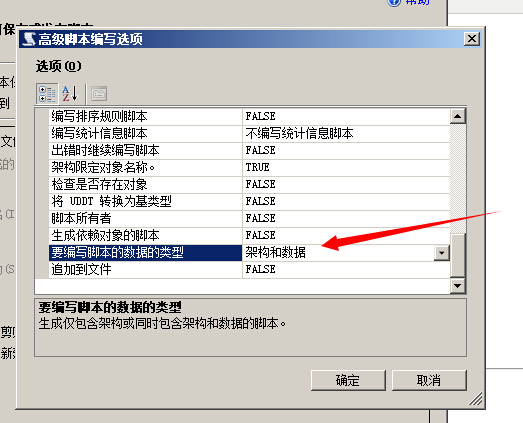 帮助
高级脚本编写选项
选项(O)
编写排序规则脚本 FALSE
编写统计信息脚本 不编写统计信息脚本
出错时继续编写脚本 FALSE
架构限定对象名称。 TRUE
检查是否存在对象 FALSE
将 UDDT 转换为基类型 FALSE
脚本所有者 FALSE
生成依赖对象的脚本 FALSE
要编写脚本的数据的类型 架构和数据
追加到文件 FALSE
要编写脚本的数据的类型
生成仅包含架构或同时包含架构和数据的脚本。
确定 取消